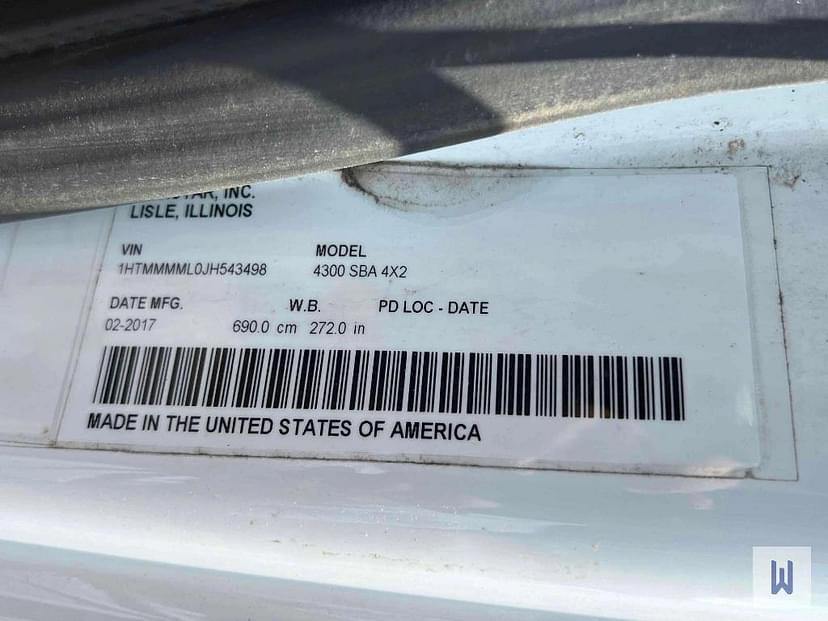 INC.
LISLE, ILLINOIS
VIN MODEL
1HTMMMML0JH543498 4300 SBA 4X2
DATE MFG. W.B. PD LOC - DATE
02-2017 690.0 cm 272.0 in
MADE IN THE UNITED STATES OF AMERICA
W